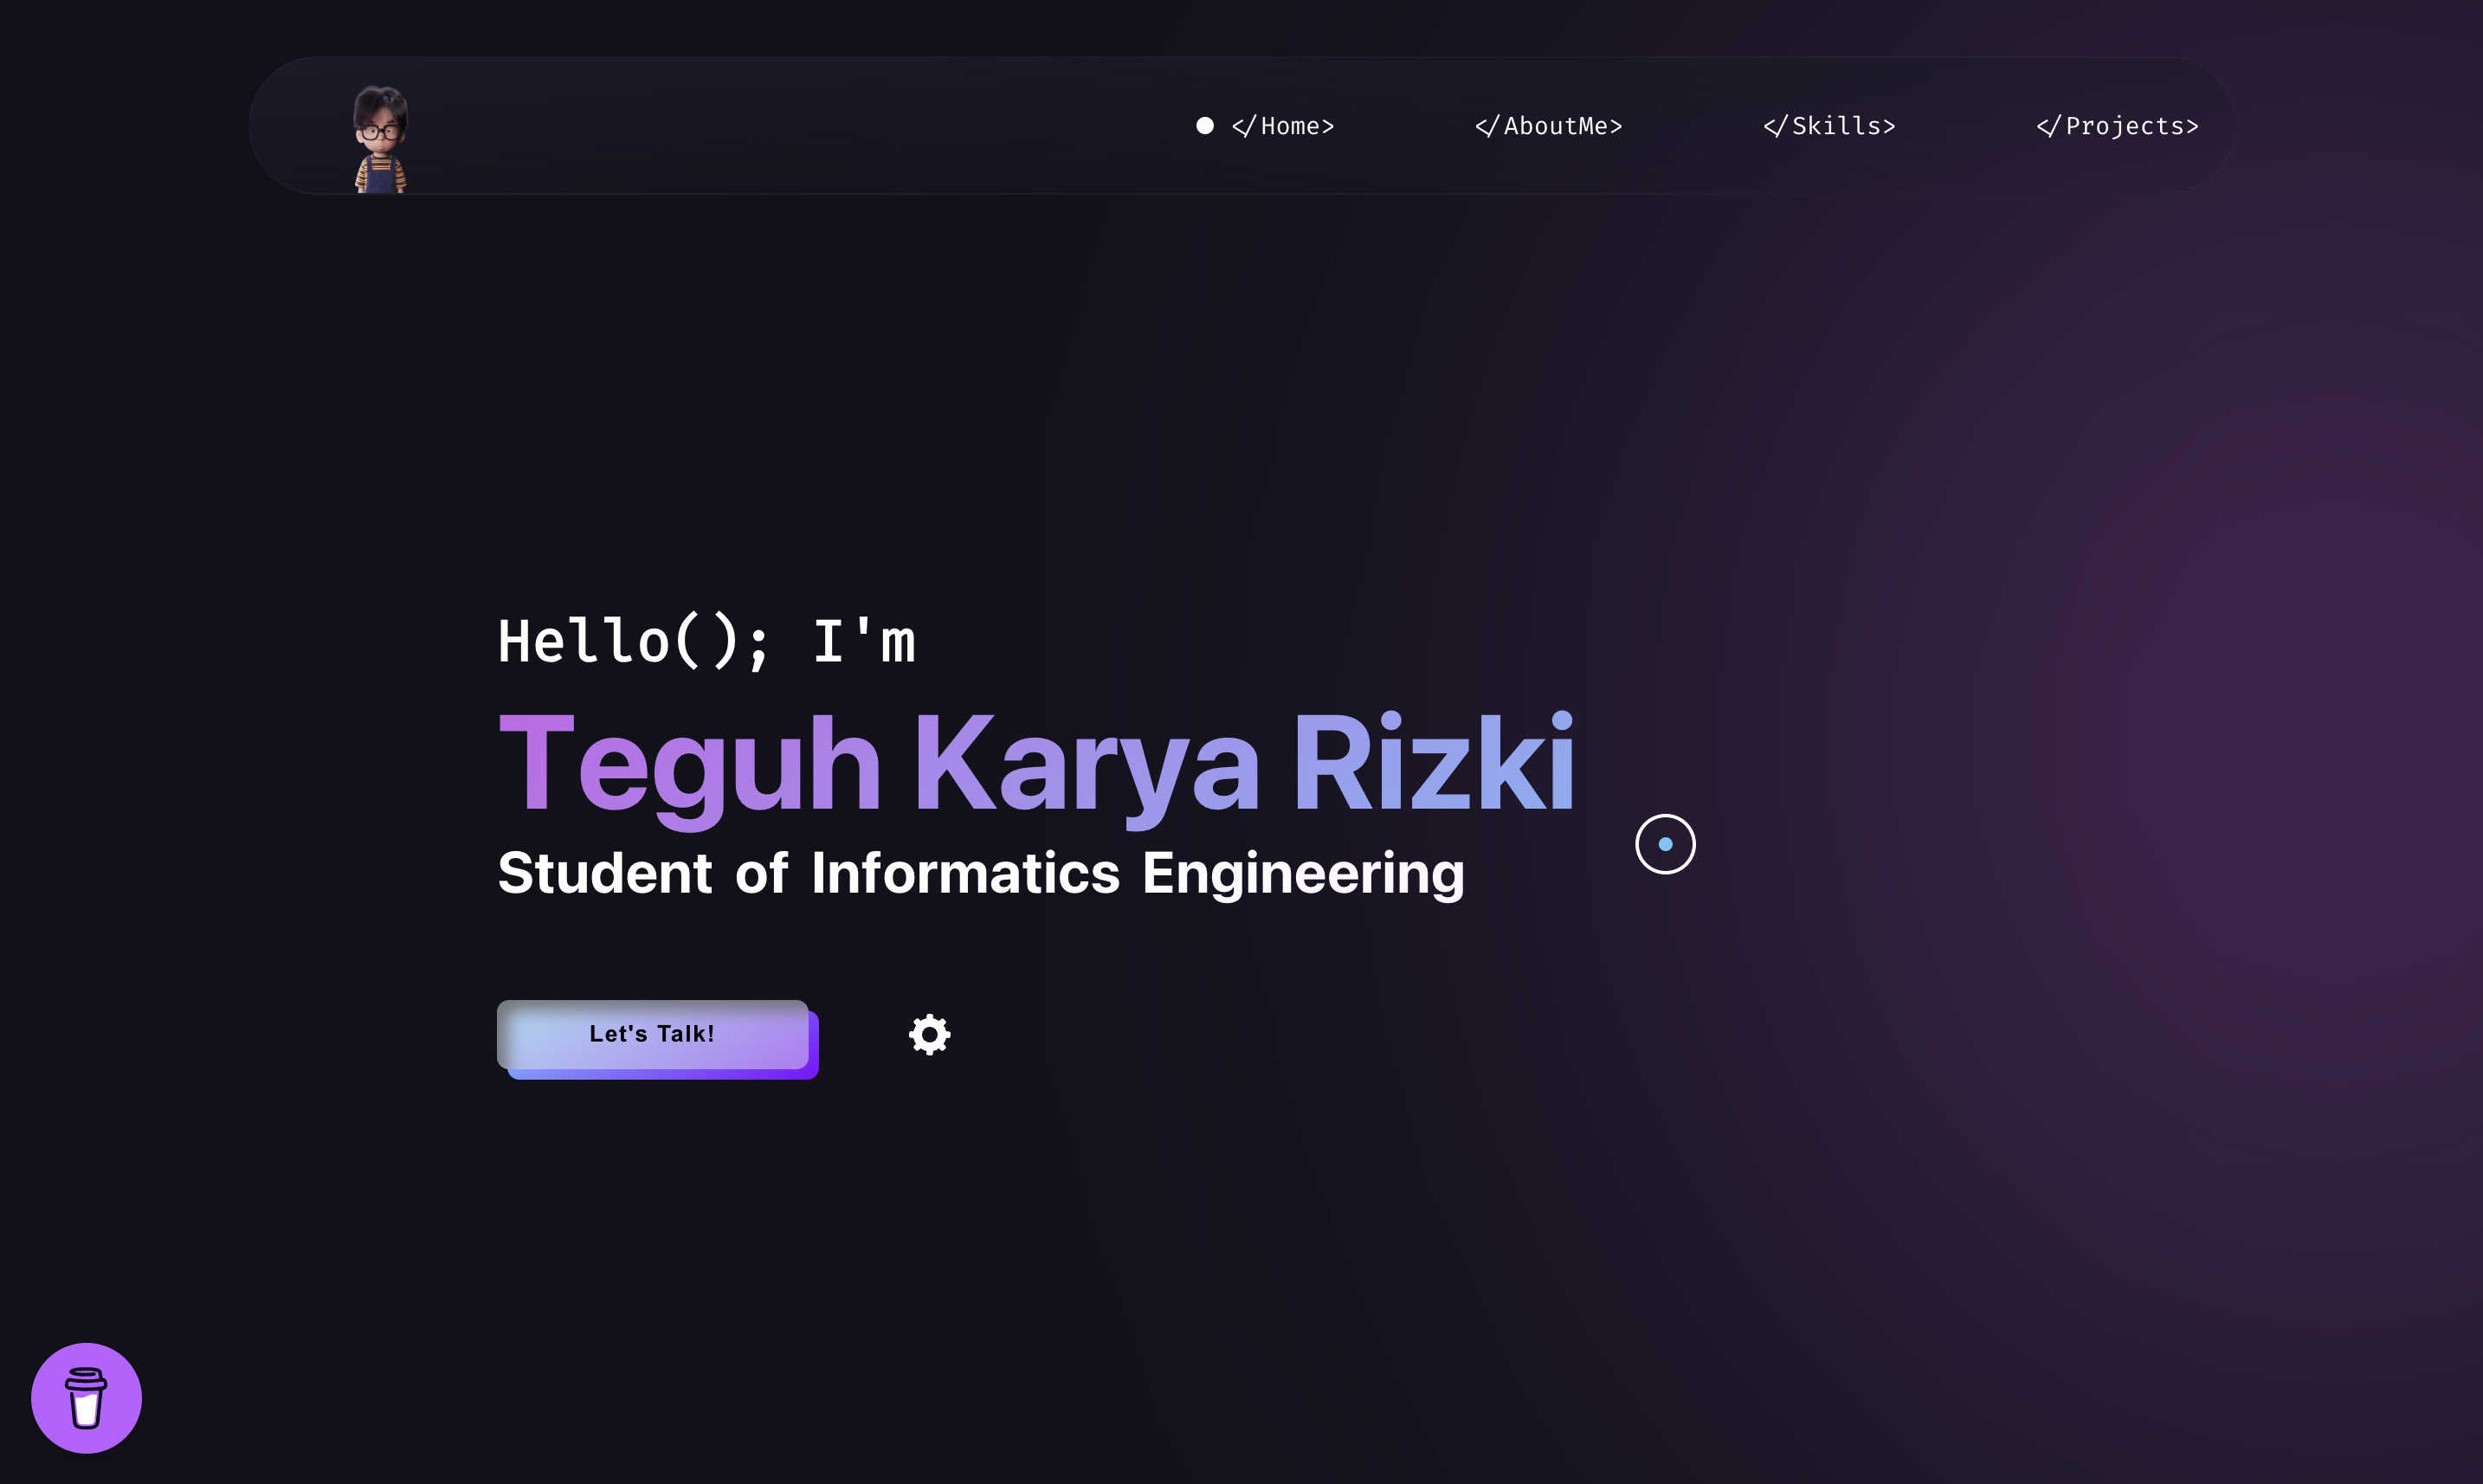 </Home> </AboutMe> </Skills> </Projects>
Hello(); I'm
Teguh Karya Rizki
Student of Informatics Engineering
Let's Talk!